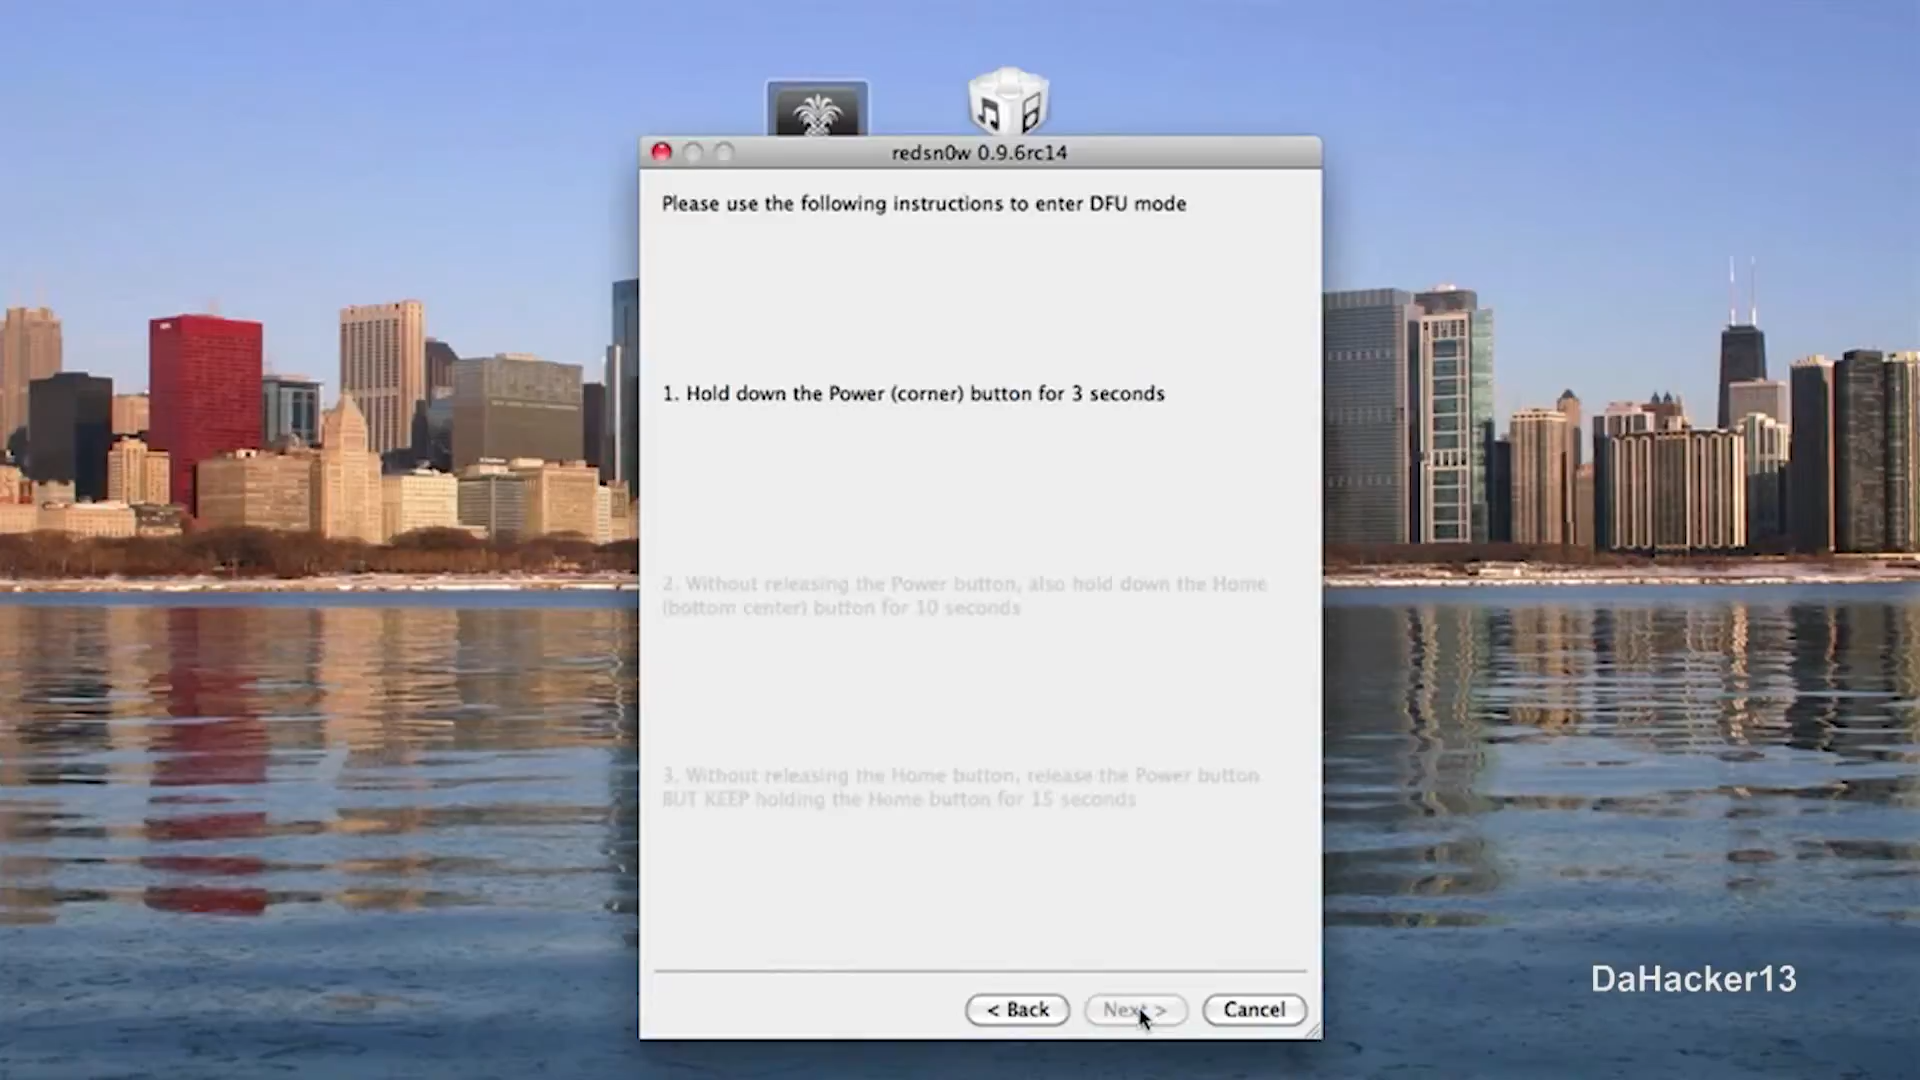 redsn0w 0.9.6rc14
Please use the following instructions to enter DFU mode
1. Hold down the Power (corner) button for 3 seconds
2. Without releasing the Power button, also hold down the Home
(bottom center) button for 10 seconds
3. Without releasing the Home button, release the Power button
BUT KEEP holding the Home button for 15 seconds
DaHacker13
< Back
Next >
Cancel